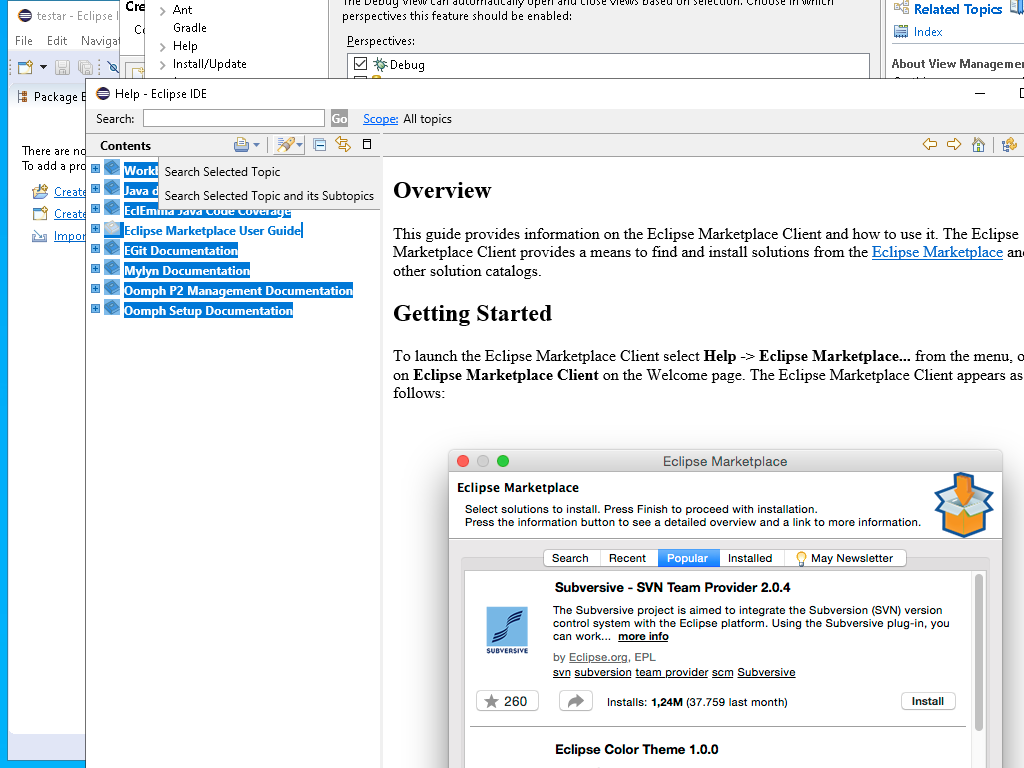 testar - Eclipse I
File Edit Naviga
Package E
There are no
To add a pro
Create
Create
Impor
Cre
Ant
Gradle
Help
Install/Update
The Debug View can automatically open and close views based on selection. Choose in which
perspectives this feature should be enabled:
Perspectives:
Debug
Related Topics
Index
About View Managemen
Help - Eclipse IDE
Search:
Go
Scope: All topics
Contents
Workb
Java d
EclEmma Java Code Coverage
Eclipse Marketplace User Guide
EGit Documentation
Mylyn Documentation
Oomph P2 Management Documentation
Oomph Setup Documentation
Search Selected Topic
Search Selected Topic and its Subtopics
Overview
This guide provides information on the Eclipse Marketplace Client and how to use it. The Eclipse
Marketplace Client provides a means to find and install solutions from the Eclipse Marketplace and
other solution catalogs.
Getting Started
To launch the Eclipse Marketplace Client select Help -> Eclipse Marketplace... from the menu, o
on Eclipse Marketplace Client on the Welcome page. The Eclipse Marketplace Client appears as
follows:
Eclipse Marketplace
Eclipse Marketplace
Select solutions to install. Press Finish to proceed with installation.
Press the information button to see a detailed overview and a link to more information.
Search Recent Popular Installed May Newsletter
Subversive - SVN Team Provider 2.0.4
The Subversive project is aimed to integrate the Subversion (SVN) version
control system with the Eclipse platform. Using the Subversive plug-in, you
can work... more info
SUBVERSIVE
by Eclipse.org, EPL
svn subversion team provider scm Subversive
260
Installs: 1,24M (37.759 last month)
Install
Eclipse Color Theme 1.0.0